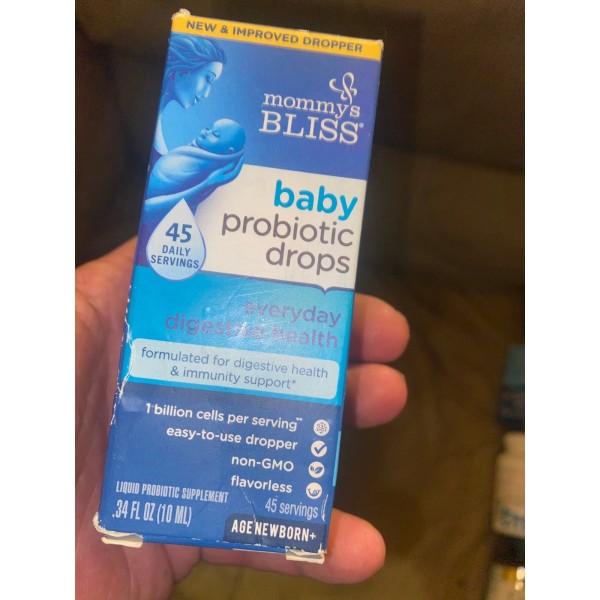 NEW & IMPROVED DROPPER
mommy's
BLISS®
baby
probiotic
drops
45
DAILY
SERVINGS
everyday
digestive health
formulated for digestive health
& immunity support*
1 billion cells per serving**
easy-to-use dropper
non-GMO
flavorless
LIQUID PROBIOTIC SUPPLEMENT
45 servings
.34 FL OZ (10 ML)
AGE NEWBORN+